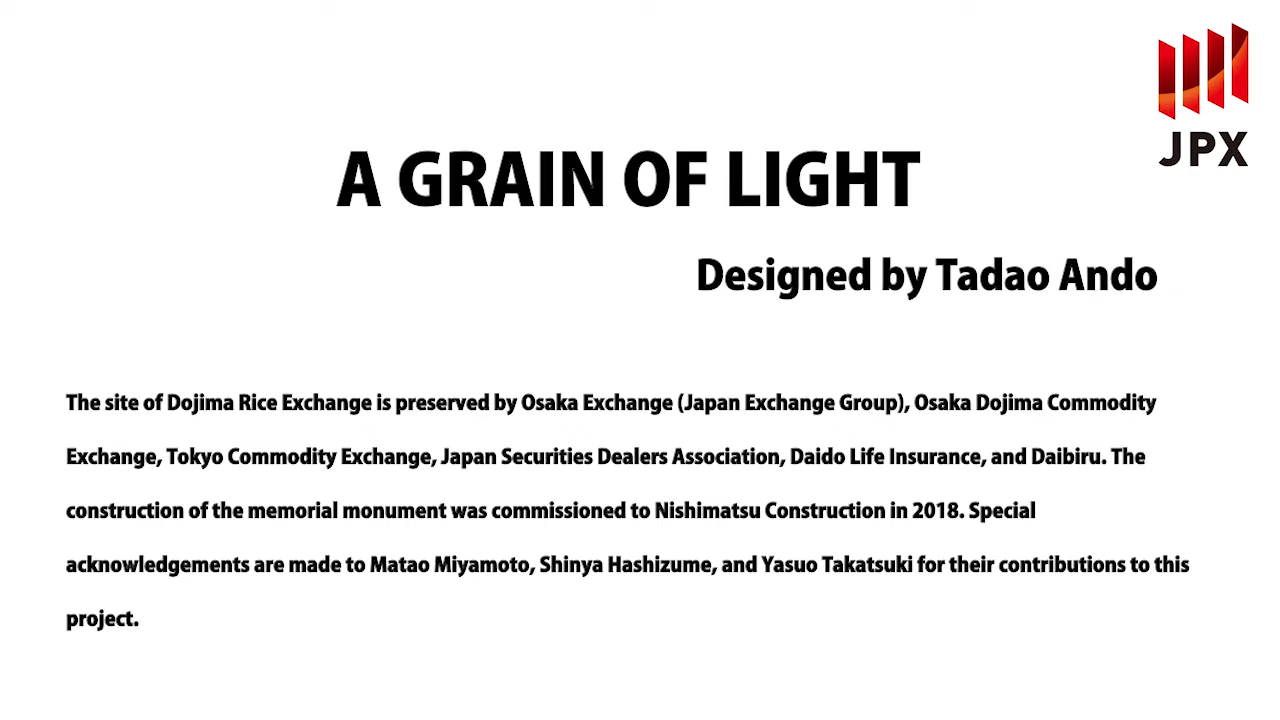 JPX
A GRAIN OF LIGHT
Designed by Tadao Ando
The site of Dojima Rice Exchange is preserved by Osaka Exchange (Japan Exchange Group), Osaka Dojima Commodity
Exchange, Tokyo Commodity Exchange, Japan Securities Dealers Association, Daido Life Insurance, and Daibiru. The
construction of the memorial monument was commissioned to Nishimatsu Construction in 2018. Special
acknowledgements are made to Matao Miyamoto, Shinya Hashizume, and Yasuo Takatsuki for their contributions to this
project.